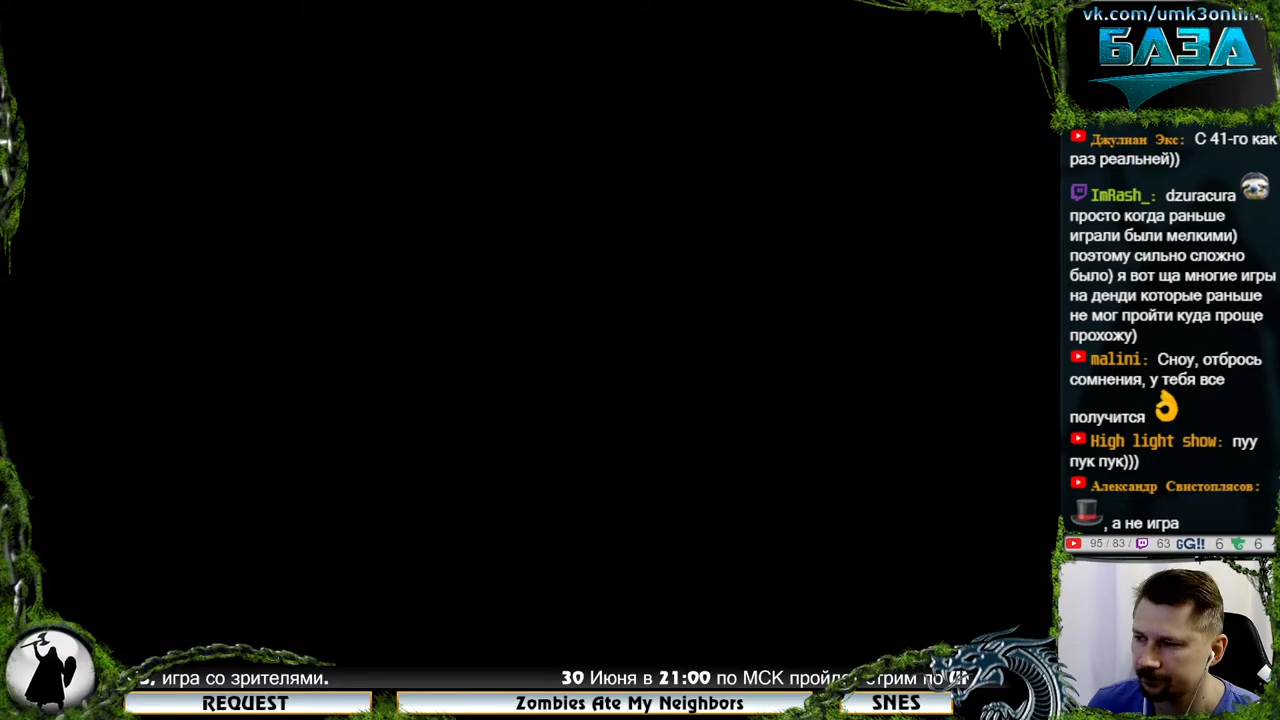 vk.com/umk3online
БАЗА
Джулиан Экс: С 41-го как
раз реальней))
ImRash_: dzuracura
просто когда раньше
играли были мелкими)
поэтому сильно сложно
было) я вот ща многие игры
на денди которые раньше
не мог пройти куда проще
прохожу)
malini: Сноу, отбрось
сомнения, у тебя все
получится
High light show: пуу
пук пук)))
Александр Свистоплясов:
, а не игра
95 / 83 / 63 GG!! 6 6
, игра со зрителями. 30 Июня в 21:00 по МСК пройдет стрим по
REQUEST Zombies Ate My Neighbors SNES